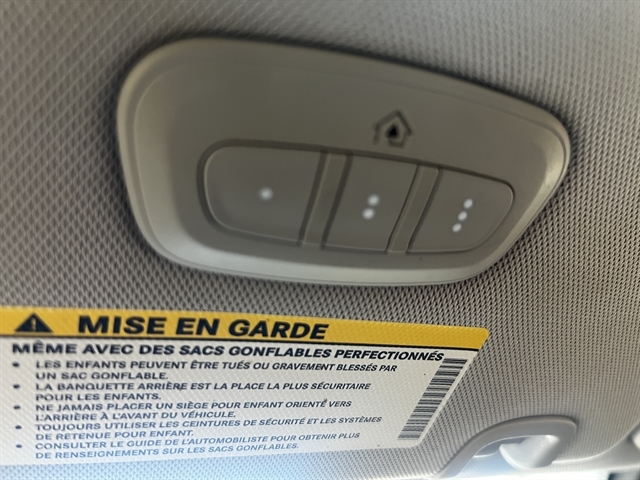 MISE EN GARDE
MÊME AVEC DES SACS GONFLABLES PERFECTIONNÉS
• LES ENFANTS PEUVENT ÊTRE TUÉS OU GRAVEMENT BLESSÉS PAR
UN SAC GONFLABLE.
• LA BANQUETTE ARRIÈRE EST LA PLACE LA PLUS SÉCURITAIRE
POUR LES ENFANTS.
• NE JAMAIS PLACER UN SIÈGE POUR ENFANT ORIENTÉ VERS
L'ARRIÈRE À L'AVANT DU VÉHICULE.
• TOUJOURS UTILISER LES CEINTURES DE SÉCURITÉ ET LES SYSTÈMES
DE RETENUE POUR ENFANT.
• CONSULTER LE GUIDE DE L'AUTOMOBILISTE POUR OBTENIR PLUS
DE RENSEIGNEMENTS SUR LES SACS GONFLABLES.